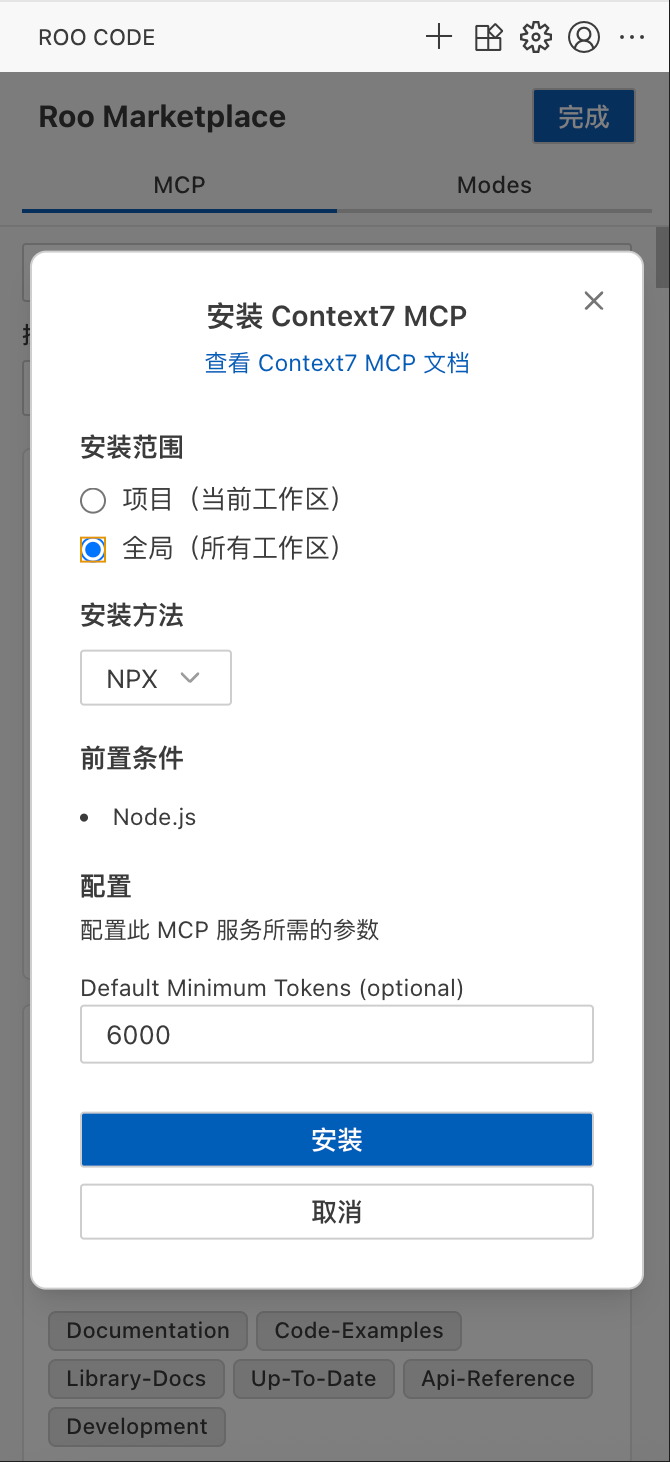 ROO CODE
Roo Marketplace
完成
MCP
Modes
安装 Context7 MCP
查看 Context7 MCP 文档
安装范围
项目（当前工作区）
全局（所有工作区）
安装方法
NPX
前置条件
• Node.js
配置
配置此 MCP 服务所需的参数
Default Minimum Tokens (optional)
6000
安装
取消
Documentation
Code-Examples
Library-Docs
Up-To-Date
Api-Reference
Development